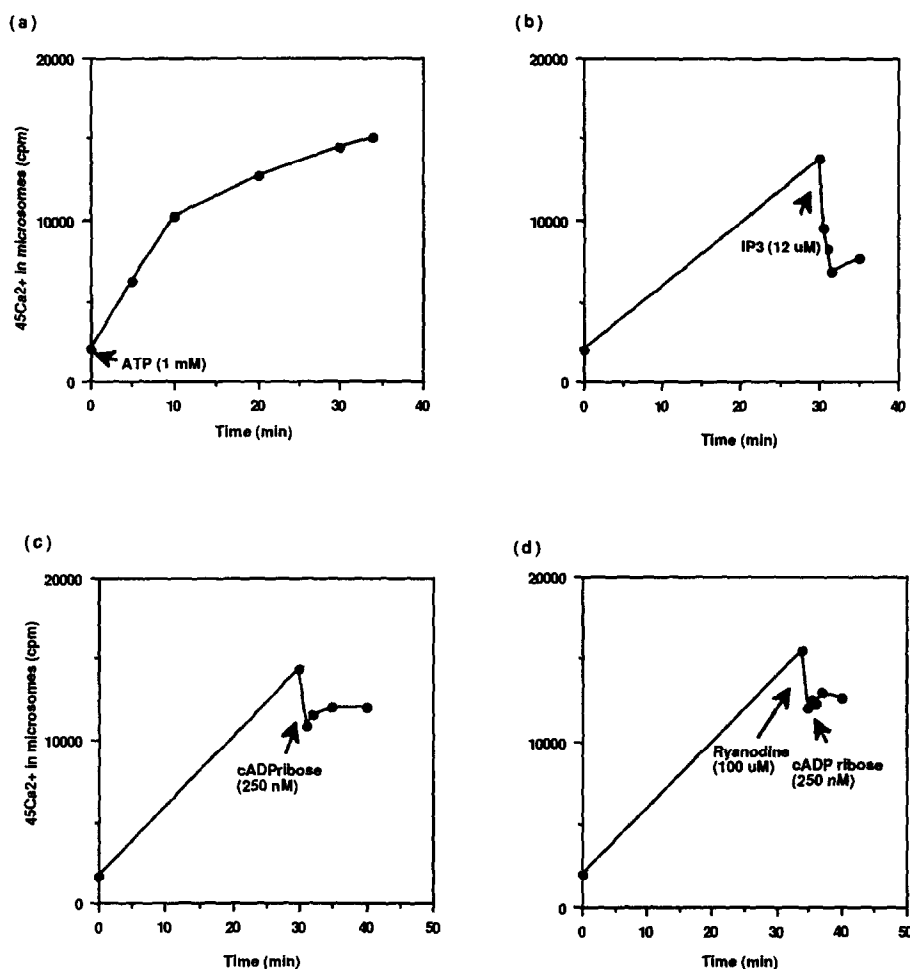 (a)
20000
10000
0
45Ca2+ in microsomes (cpm)
ATP (1 mM)
0 10 20 30 40
Time (min)
(b)
20000
10000
0
IP3 (12 uM)
0 10 20 30 40
Time (min)
(c)
20000
10000
0
45Ca2+ in microsomes (cpm)
cADPribose
(250 nM)
0 10 20 30 40 50
Time (min)
(d)
20000
10000
0
Ryanodine
(100 uM)
cADP ribose
(250 nM)
0 10 20 30 40 50
Time (min)